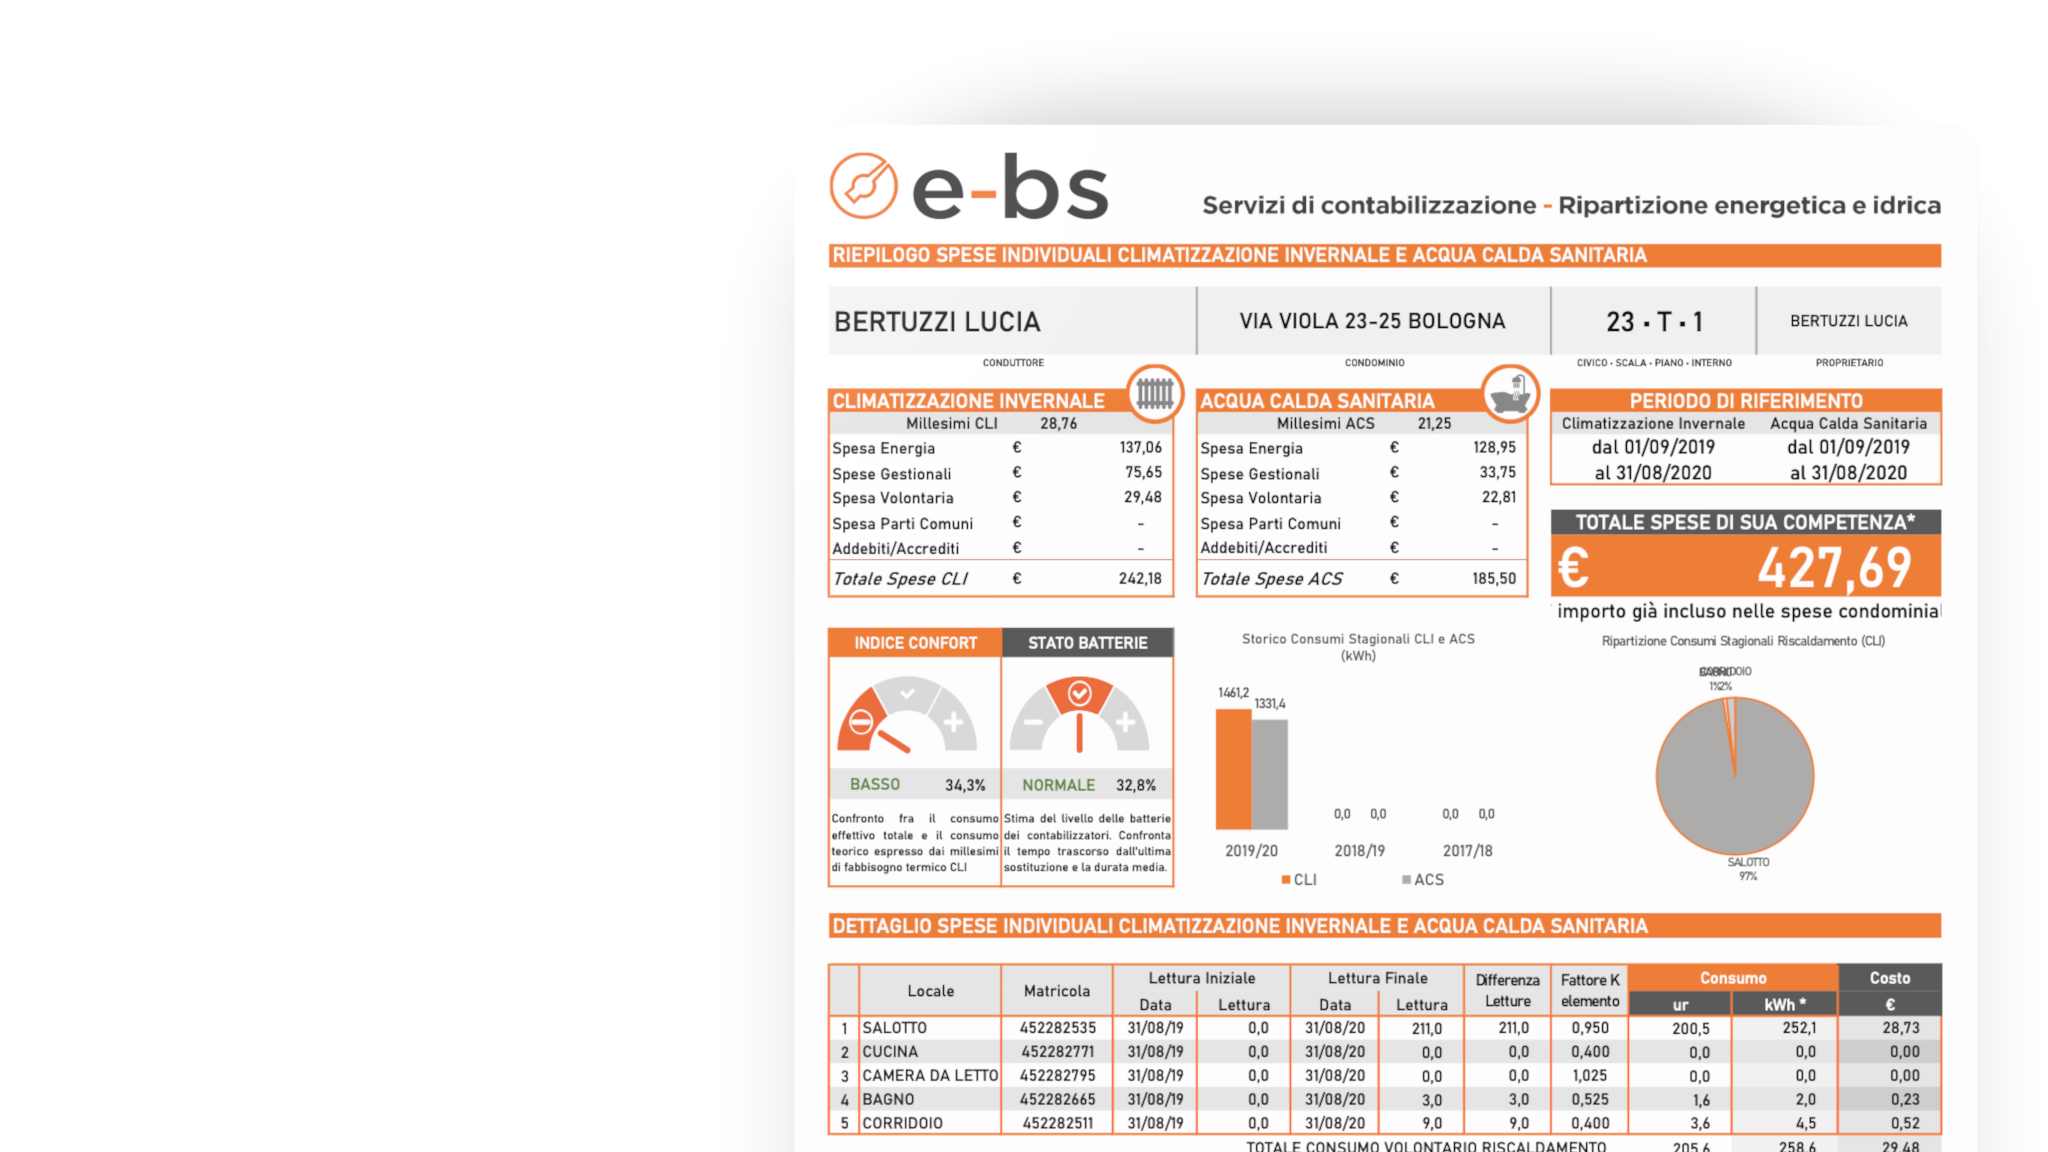 e-bs
Servizi di contabilizzazione - Ripartizione energetica e idrica
RIEPILOGO SPESE INDIVIDUALI CLIMATIZZAZIONE INVERNALE E ACQUA CALDA SANITARIA
BERTUZZI LUCIA VIA VIOLA 23-25 BOLOGNA 23 · T · 1 BERTUZZI LUCIA
CONDUTTORE CONDOMINIO CIVICO · SCALA · PIANO · INTERNO PROPRIETARIO
CLIMATIZZAZIONE INVERNALE
Millesimi CLI 28,76
Spesa Energia € 137,06
Spese Gestionali € 75,65
Spesa Volontaria € 29,48
Spesa Parti Comuni € -
Addebiti/Accrediti € -
Totale Spese CLI € 242,18
ACQUA CALDA SANITARIA
Millesimi ACS 21,25
Spesa Energia € 128,95
Spese Gestionali € 33,75
Spesa Volontaria € 22,81
Spesa Parti Comuni € -
Addebiti/Accrediti € -
Totale Spese ACS € 185,50
PERIODO DI RIFERIMENTO
Climatizzazione Invernale Acqua Calda Sanitaria
dal 01/09/2019 dal 01/09/2019
al 31/08/2020 al 31/08/2020
TOTALE SPESE DI SUA COMPETENZA*
€ 427,69
importo già incluso nelle spese condominial
INDICE CONFORT
BASSO 34,3%
Confronto fra il consumo
effettivo totale e il consumo
teorico espresso dai millesimi
di fabbisogno termico CLI
STATO BATTERIE
NORMALE 32,8%
Stima del livello delle batterie
dei contabilizzatori. Confronta
il tempo trascorso dall'ultima
sostituzione e la durata media.
Storico Consumi Stagionali CLI e ACS
(kWh)
1461,2
1331,4
0,0 0,0 0,0 0,0
2019/20 2018/19 2017/18
CLI ACS
Ripartizione Consumi Stagionali Riscaldamento (CLI)
CORRIDOIO
1% 2%
SALOTTO
97%
DETTAGLIO SPESE INDIVIDUALI CLIMATIZZAZIONE INVERNALE E ACQUA CALDA SANITARIA
Locale Matricola Lettura Iniziale Lettura Finale Differenza Letture Fattore K elemento Consumo Costo
Data Lettura Data Lettura ur kWh * €
1 SALOTTO 452282535 31/08/19 0,0 31/08/20 211,0 211,0 0,950 200,5 252,1 28,73
2 CUCINA 452282771 31/08/19 0,0 31/08/20 0,0 0,0 0,400 0,0 0,0 0,00
3 CAMERA DA LETTO 452282795 31/08/19 0,0 31/08/20 0,0 0,0 1,025 0,0 0,0 0,00
4 BAGNO 452282665 31/08/19 0,0 31/08/20 3,0 3,0 0,525 1,6 2,0 0,23
5 CORRIDOIO 452282511 31/08/19 0,0 31/08/20 9,0 9,0 0,400 3,6 4,5 0,52
TOTALE CONSUMO VOLONTARIO RISCALDAMENTO 205,6 258,6 29,48